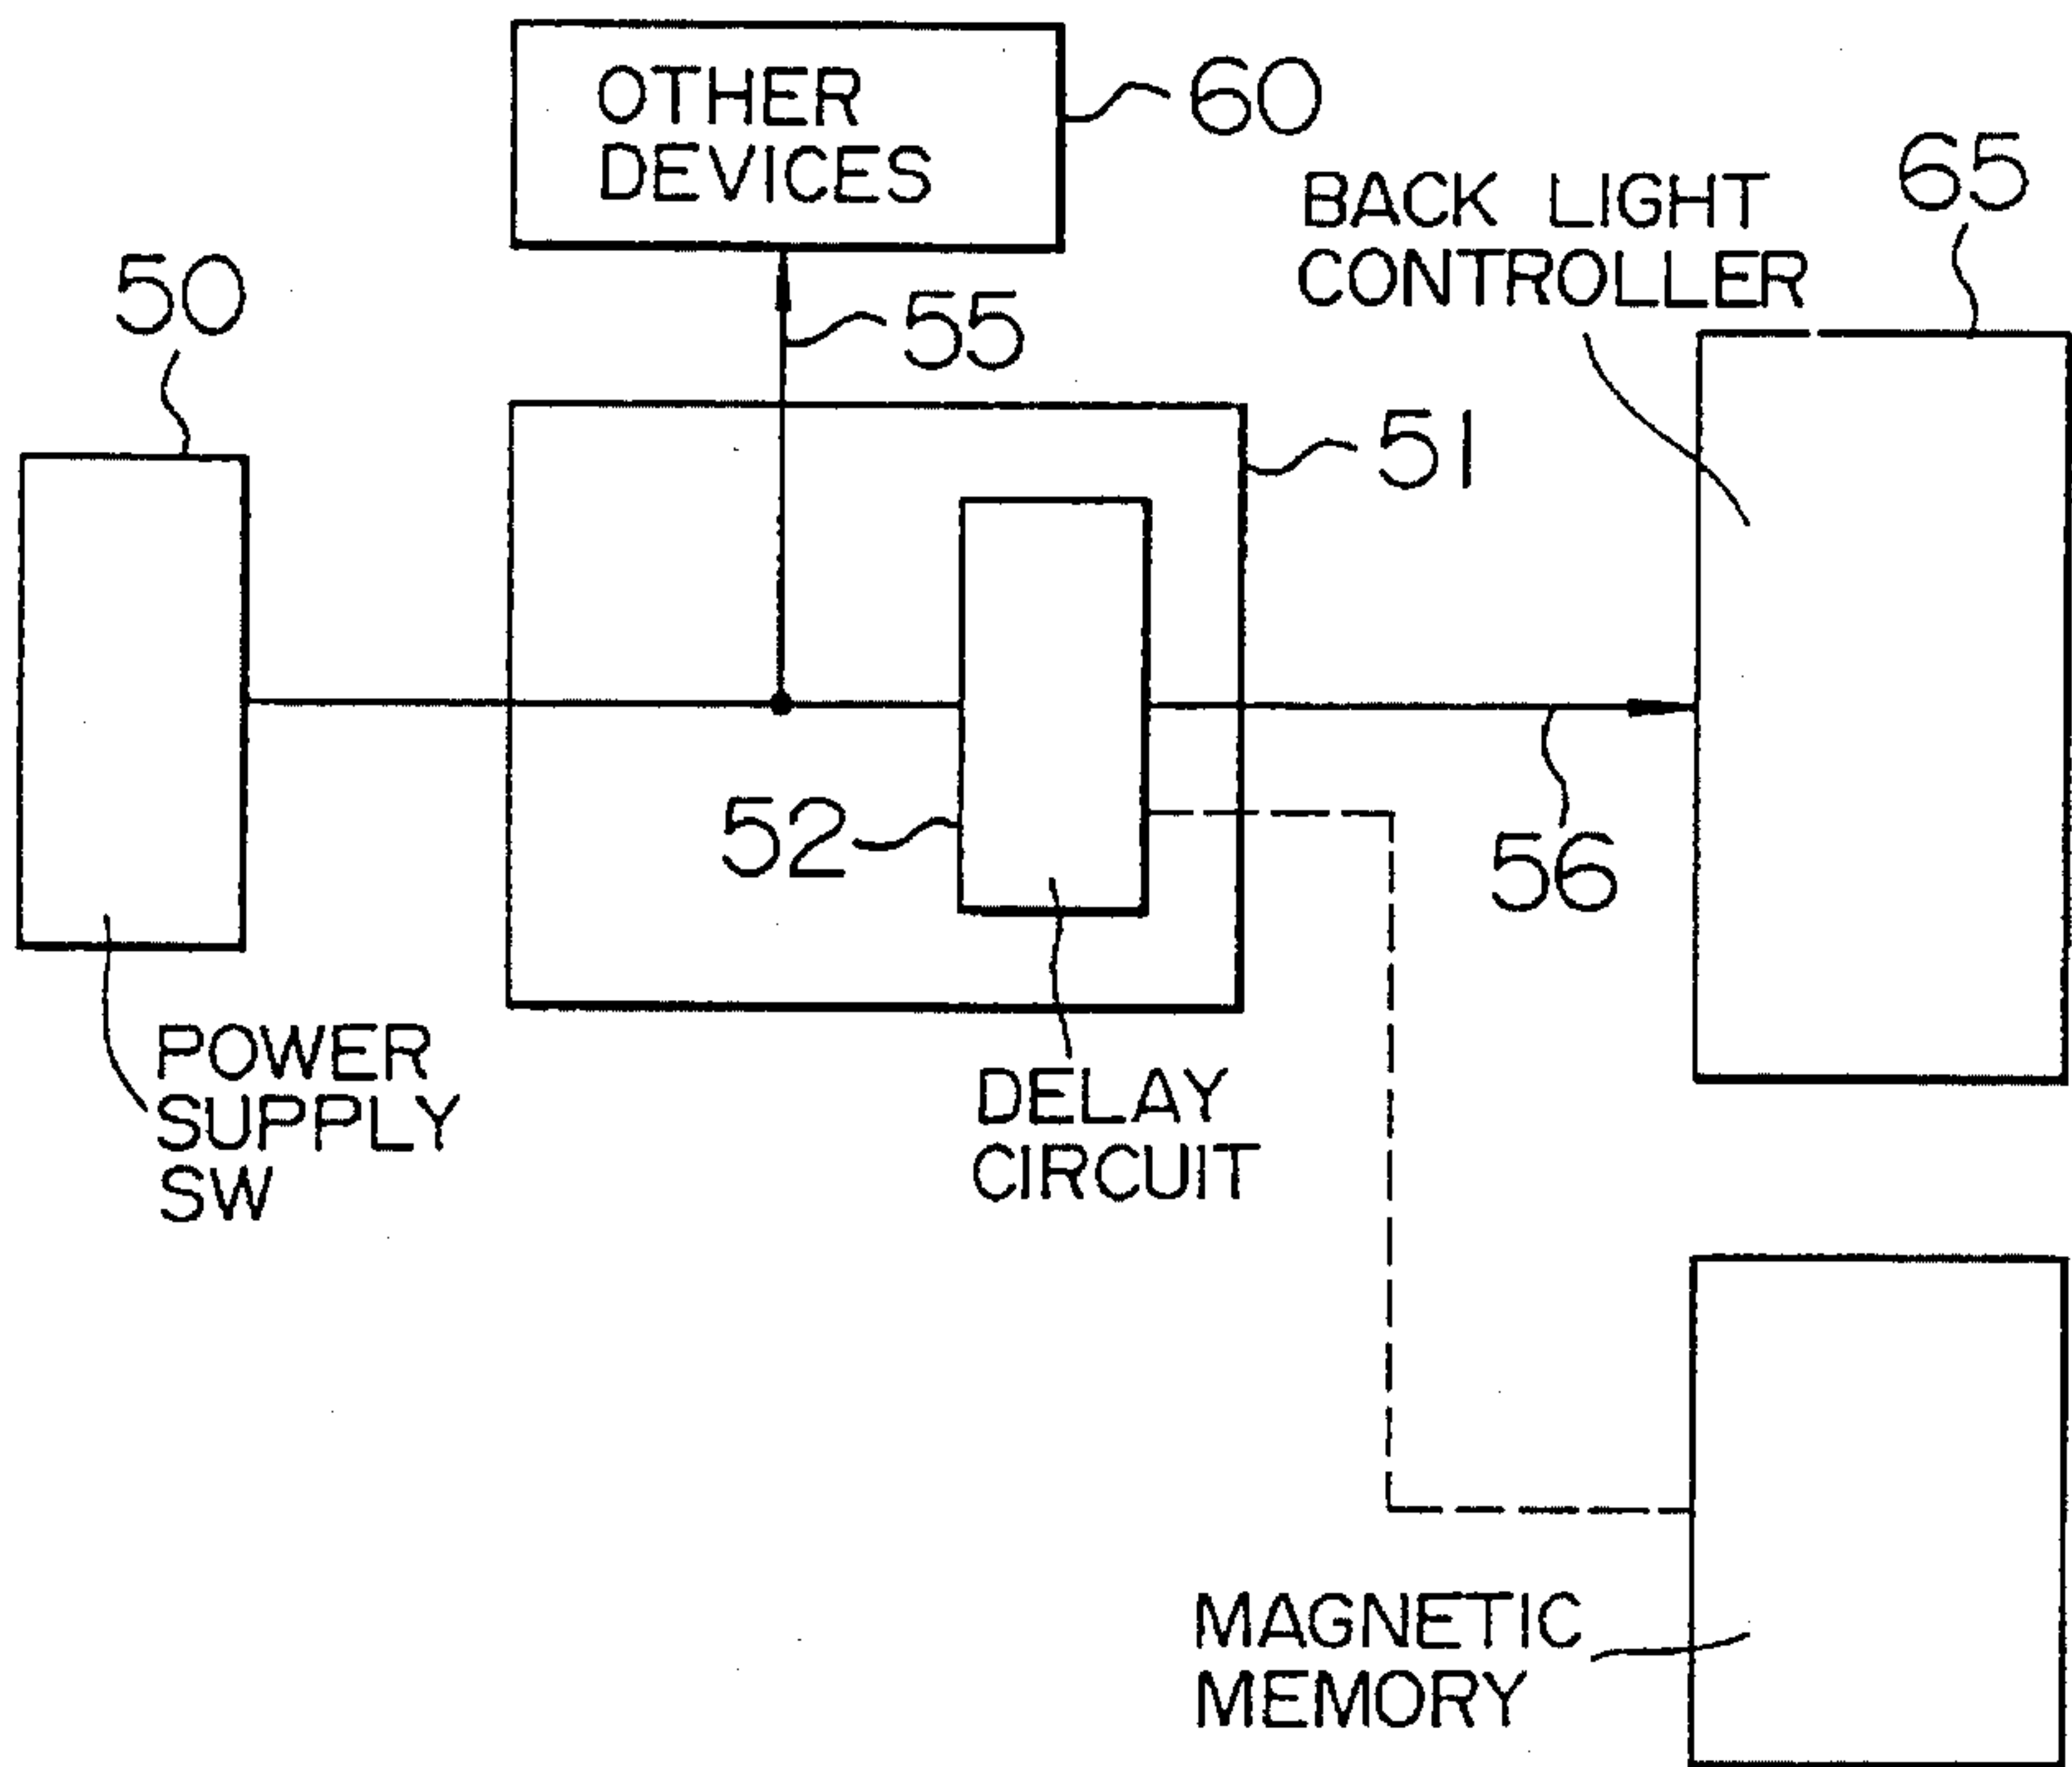 OTHER
DEVICES
60
65
BACK LIGHT
CONTROLLER
50
55
51
52
56
POWER
SUPPLY
SW
DELAY
CIRCUIT
MAGNETIC
MEMORY